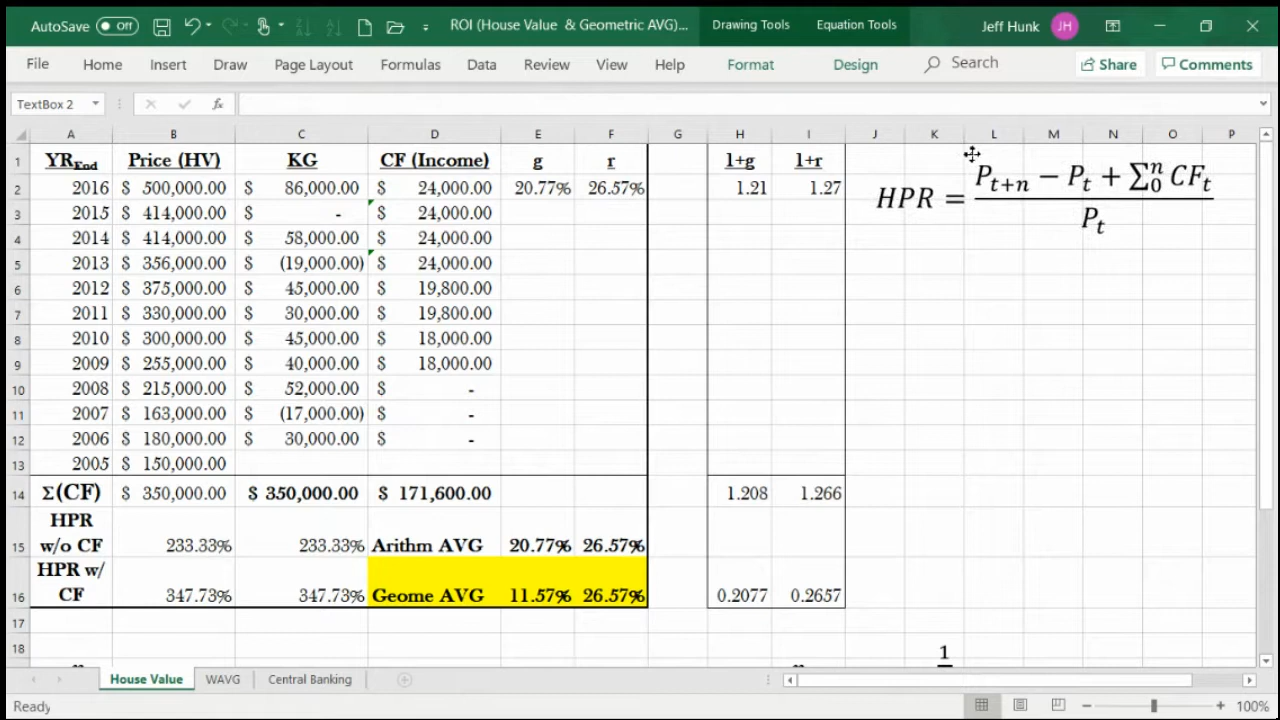 AutoSave Off ROI (House Value & Geometric AVG)... Drawing Tools Equation Tools Jeff Hunk JH
File Home Insert Draw Page Layout Formulas Data Review View Help Format Design Search Share Comments
TextBox 2 fx
A B C D E F G H I J K L M N O P
1 YR_End Price (HV) KG CF (Income) g r 1+g 1+r
2 2016 $ 500,000.00 $ 86,000.00 $ 24,000.00 20.77% 26.57% 1.21 1.27
HPR = (P_{t+n} − P_t + ∑_0^n CF_t) / P_t
3 2015 $ 414,000.00 $ - $ 24,000.00
4 2014 $ 414,000.00 $ 58,000.00 $ 24,000.00
5 2013 $ 356,000.00 $ (19,000.00) $ 24,000.00
6 2012 $ 375,000.00 $ 45,000.00 $ 19,800.00
7 2011 $ 330,000.00 $ 30,000.00 $ 19,800.00
8 2010 $ 300,000.00 $ 45,000.00 $ 18,000.00
9 2009 $ 255,000.00 $ 40,000.00 $ 18,000.00
10 2008 $ 215,000.00 $ 52,000.00 $ -
11 2007 $ 163,000.00 $ (17,000.00) $ -
12 2006 $ 180,000.00 $ 30,000.00 $ -
13 2005 $ 150,000.00
14 Σ(CF) $ 350,000.00 $ 350,000.00 $ 171,600.00 1.208 1.266
HPR
15 w/o CF 233.33% 233.33% Arithm AVG 20.77% 26.57%
HPR w/
16 CF 347.73% 347.73% Geome AVG 11.57% 26.57% 0.2077 0.2657
17
18 1
House Value WAVG Central Banking
Ready 100%